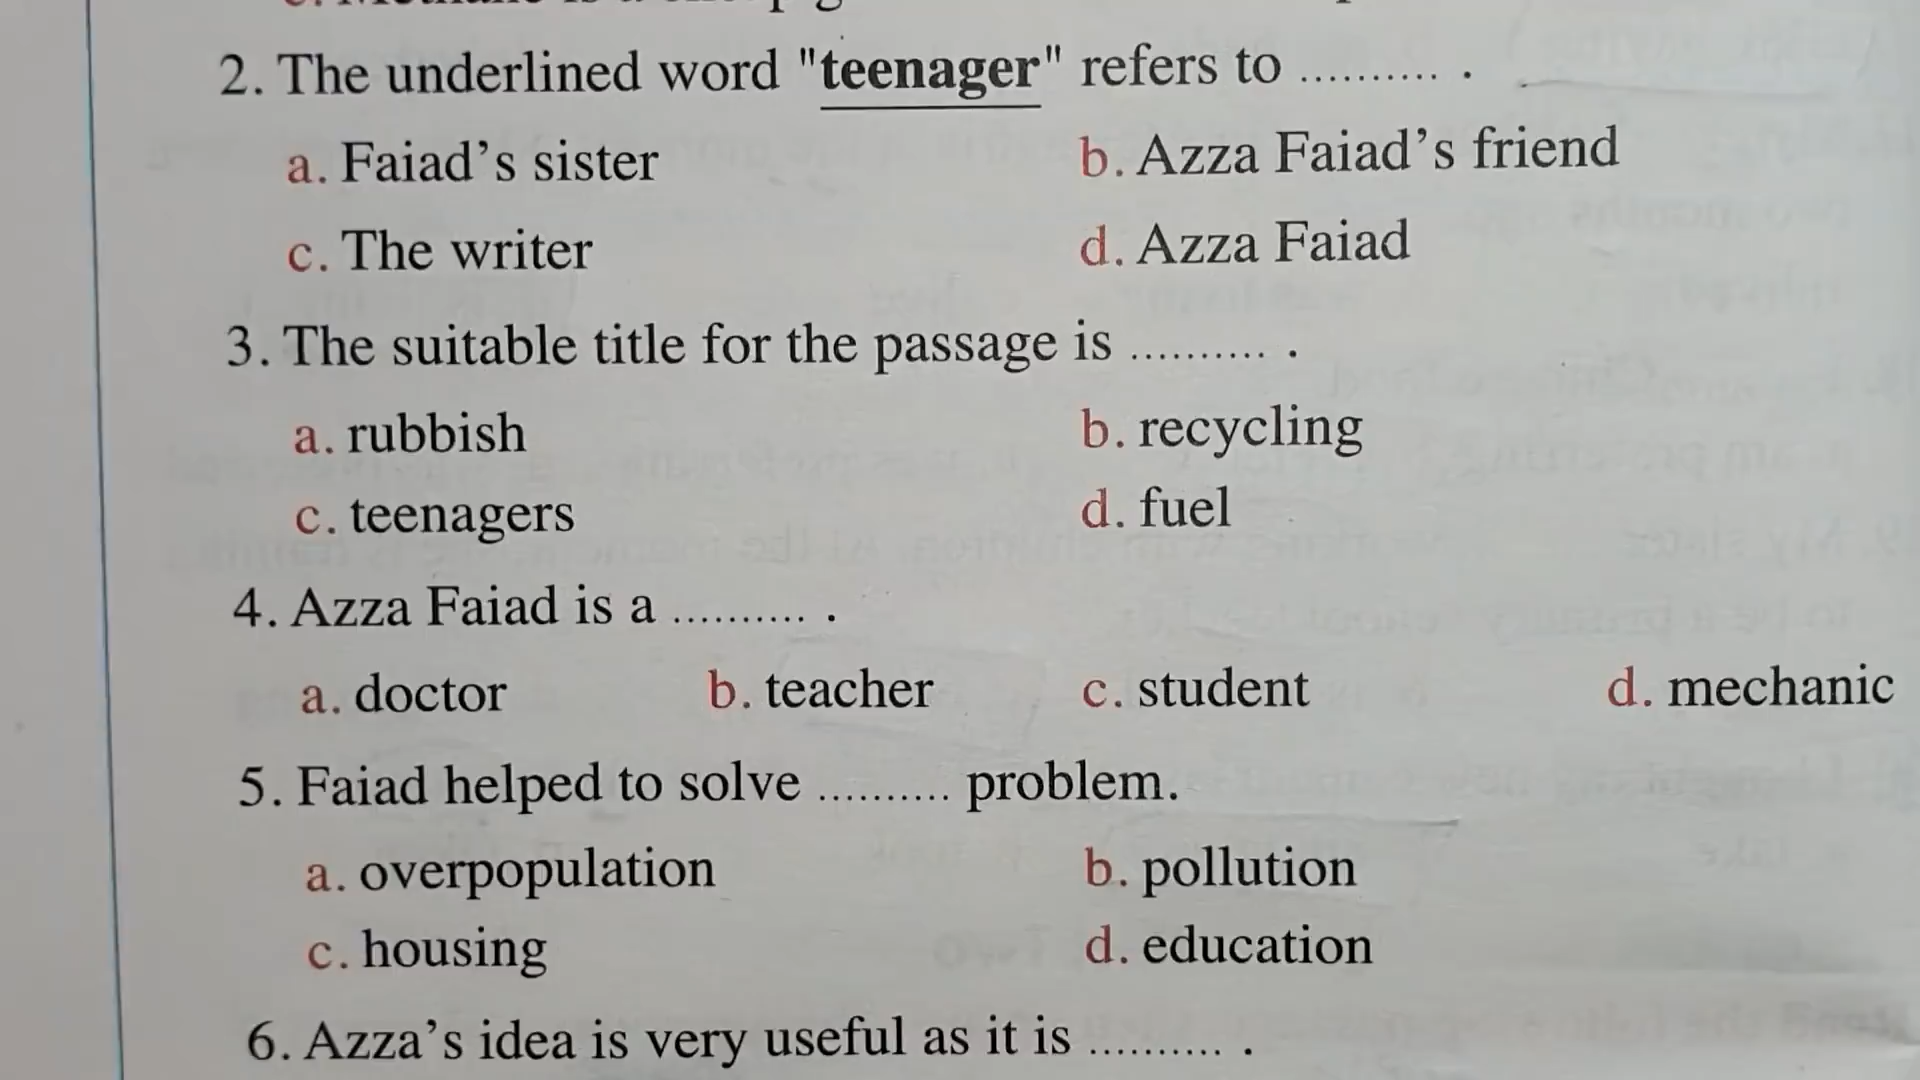 2. The underlined word "teenager" refers to .......... .
a. Faiad's sister b. Azza Faiad's friend
c. The writer d. Azza Faiad
3. The suitable title for the passage is .......... .
a. rubbish b. recycling
c. teenagers d. fuel
4. Azza Faiad is a .......... .
a. doctor b. teacher c. student d. mechanic
5. Faiad helped to solve .......... problem.
a. overpopulation b. pollution
c. housing d. education
6. Azza's idea is very useful as it is .......... .